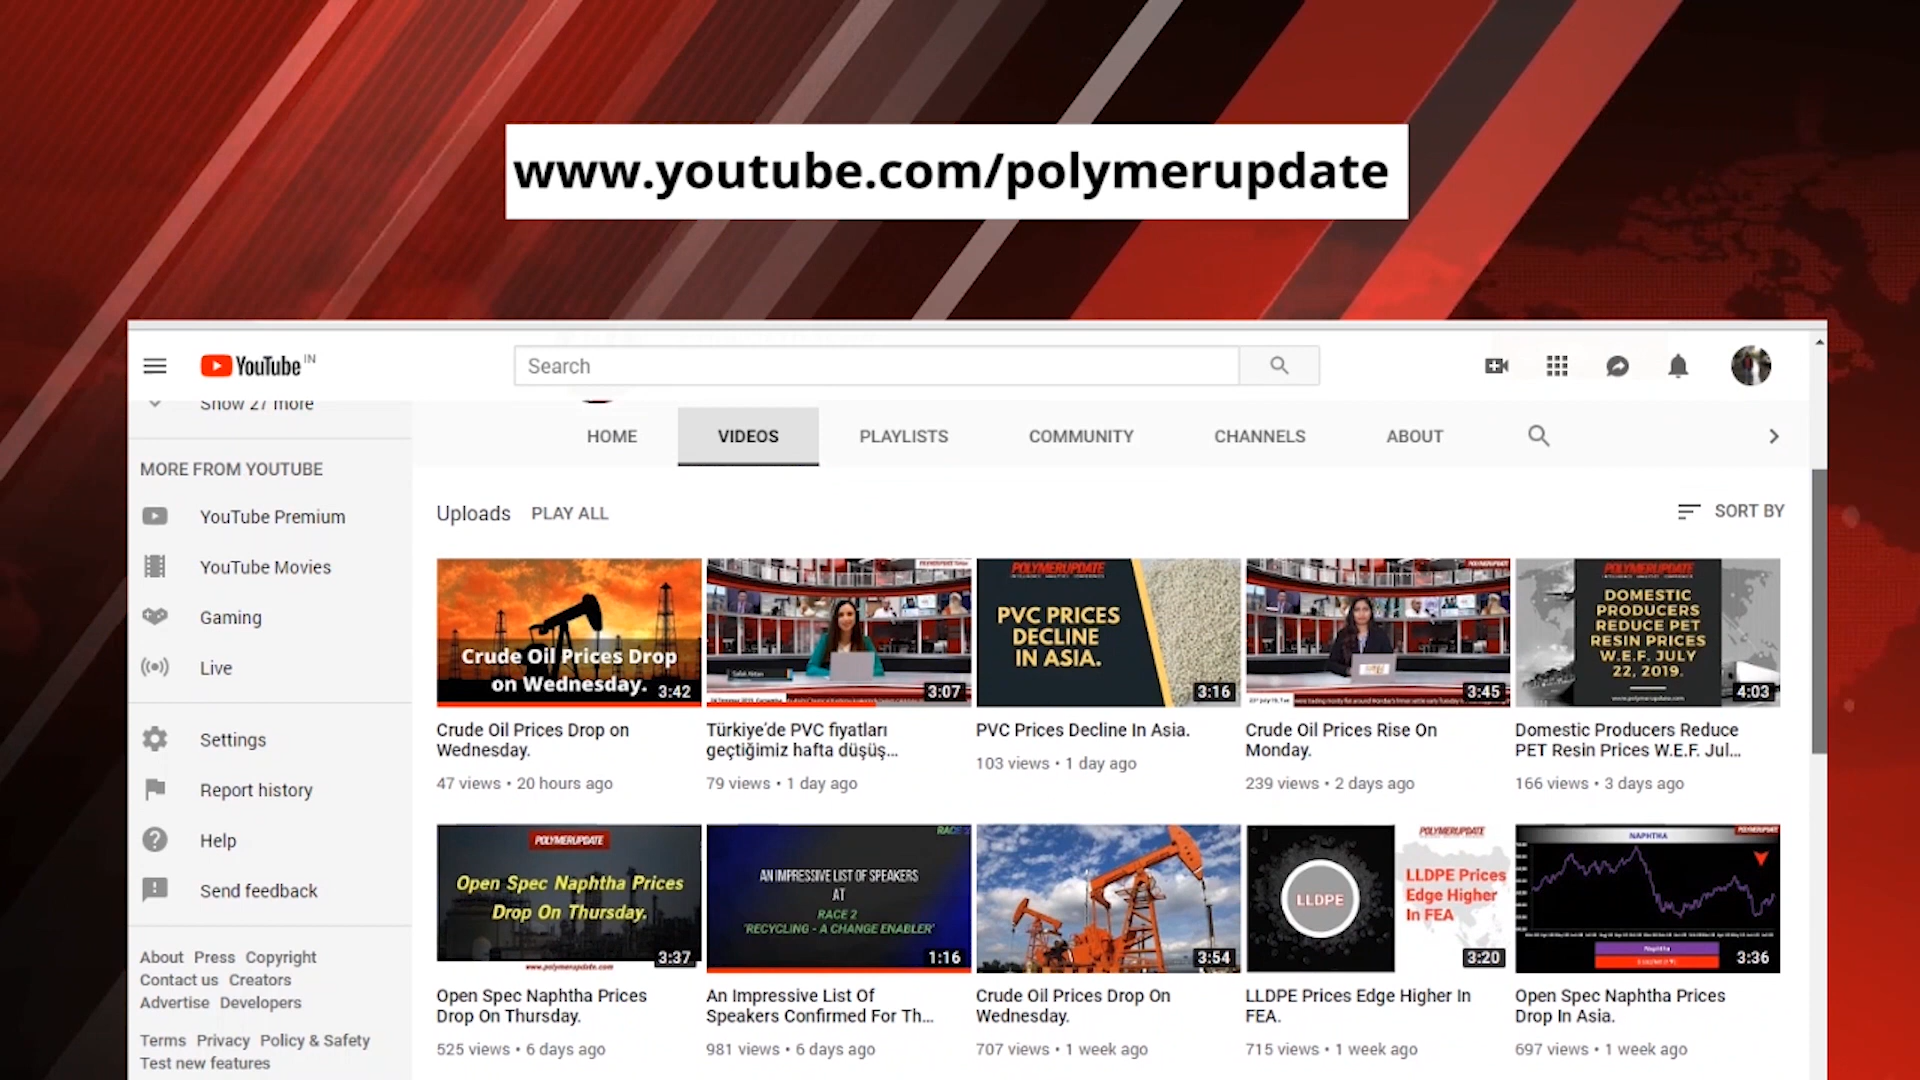 www.youtube.com/polymerupdate
YouTube IN
Search
Show 27 more
HOME VIDEOS PLAYLISTS COMMUNITY CHANNELS ABOUT
MORE FROM YOUTUBE
YouTube Premium
YouTube Movies
Gaming
Live
Settings
Report history
Help
Send feedback
About Press Copyright
Contact us Creators
Advertise Developers
Terms Privacy Policy & Safety
Test new features
Uploads PLAY ALL
SORT BY
Crude Oil Prices Drop
on Wednesday.
3:42
Crude Oil Prices Drop on
Wednesday.
47 views • 20 hours ago
3:07
Türkiye'de PVC fiyatları
geçtiğimiz hafta düşüş...
79 views • 1 day ago
POLYMERUPDATE
PVC PRICES
DECLINE
IN ASIA.
3:16
PVC Prices Decline In Asia.
103 views • 1 day ago
POLYMERUPDATE
3:45
Crude Oil Prices Rise On
Monday.
239 views • 2 days ago
POLYMERUPDATE
DOMESTIC
PRODUCERS
REDUCE PET
RESIN PRICES
W.E.F. JULY
22, 2019.
www.polymerupdate.com
4:03
Domestic Producers Reduce
PET Resin Prices W.E.F. Jul...
166 views • 3 days ago
POLYMERUPDATE
Open Spec Naphtha Prices
Drop On Thursday.
www.polymerupdate.com
3:37
Open Spec Naphtha Prices
Drop On Thursday.
525 views • 6 days ago
AN IMPRESSIVE LIST OF SPEAKERS
AT
RACE 2
'RECYCLING - A CHANGE ENABLER'
1:16
An Impressive List Of
Speakers Confirmed For Th...
981 views • 6 days ago
3:54
Crude Oil Prices Drop On
Wednesday.
707 views • 1 week ago
POLYMERUPDATE
LLDPE
LLDPE Prices
Edge Higher
In FEA
3:20
LLDPE Prices Edge Higher In
FEA.
715 views • 1 week ago
NAPHTHA
POLYMERUPDATE
Naphtha
3:36
Open Spec Naphtha Prices
Drop In Asia.
697 views • 1 week ago